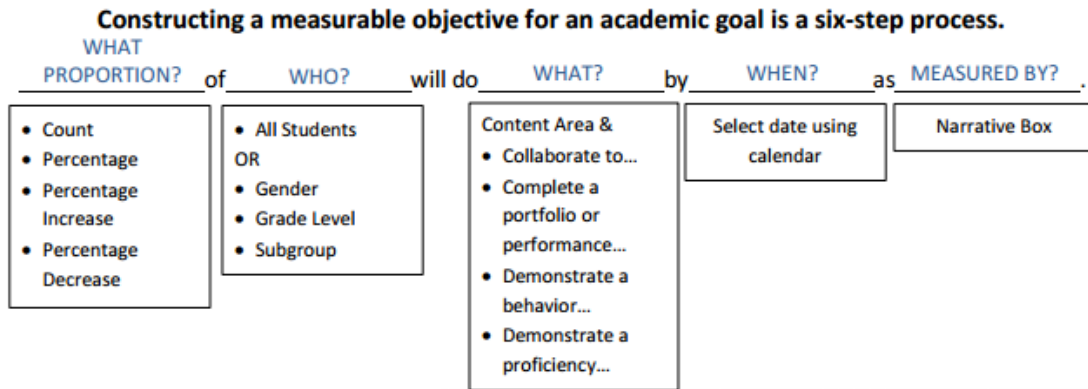 Constructing a measurable objective for an academic goal is a six-step process.
WHAT
PROPORTION? of WHO? will do WHAT? by WHEN? as MEASURED BY? .
• Count
• Percentage
• Percentage
Increase
• Percentage
Decrease
• All Students
OR
• Gender
• Grade Level
• Subgroup
Content Area &
• Collaborate to...
• Complete a
portfolio or
performance...
• Demonstrate a
behavior...
• Demonstrate a
proficiency...
Select date using
calendar
Narrative Box